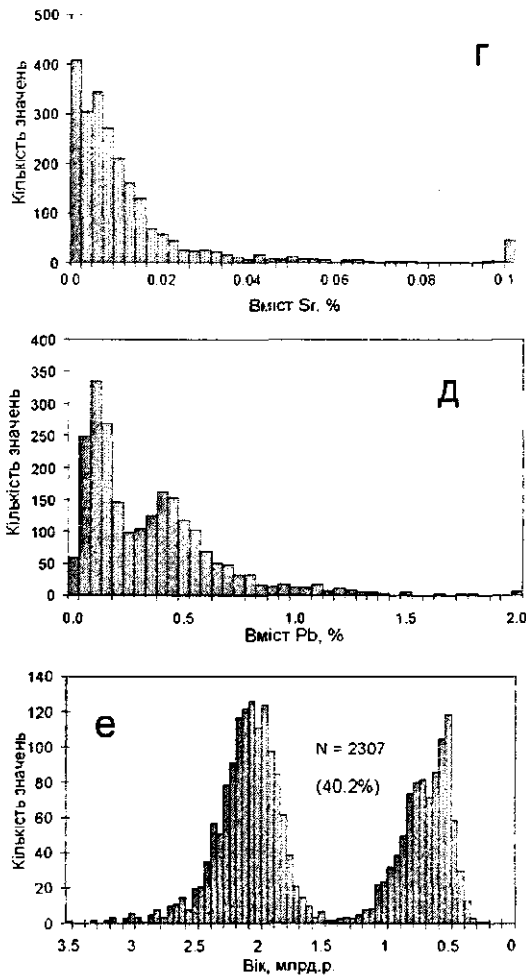 500
Г
400
300
200
100
0
Кількість значень
0.0 0.02 0.04 0.06 0.08 0.1
Вміст Sr. %
400
Д
350
300
250
200
150
100
50
0
Кількість значень
0.0 0.5 1.0 1.5 2.0
Вміст Pb, %
140
е
120
100
80
60
40
20
0
Кількість значень
N = 2307
(40.2%)
3.5 3 2.5 2 1.5 1 0.5 0
Вік, млрд.р.